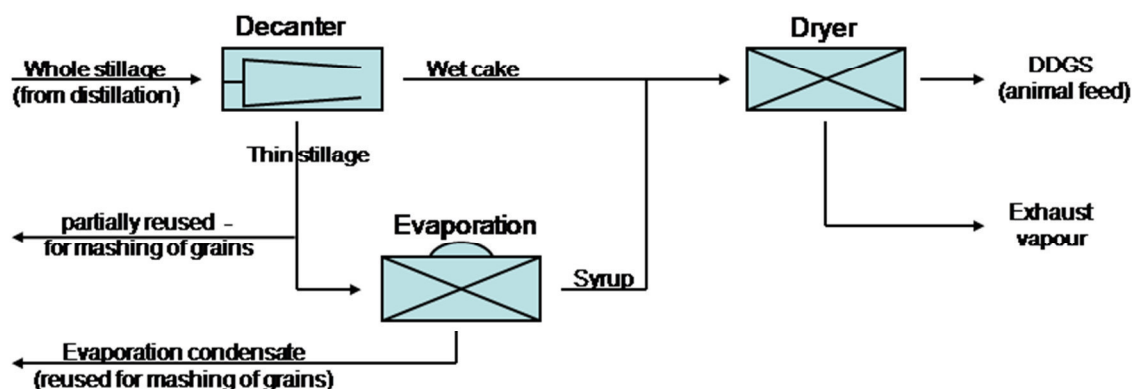 Decanter
Dryer
Whole stillage
(from distillation)
Wet cake
DDGS
(animal feed)
Thin stillage
partially reused -
for mashing of grains
Evaporation
Exhaust
vapour
Syrup
Evaporation condensate
(reused for mashing of grains)